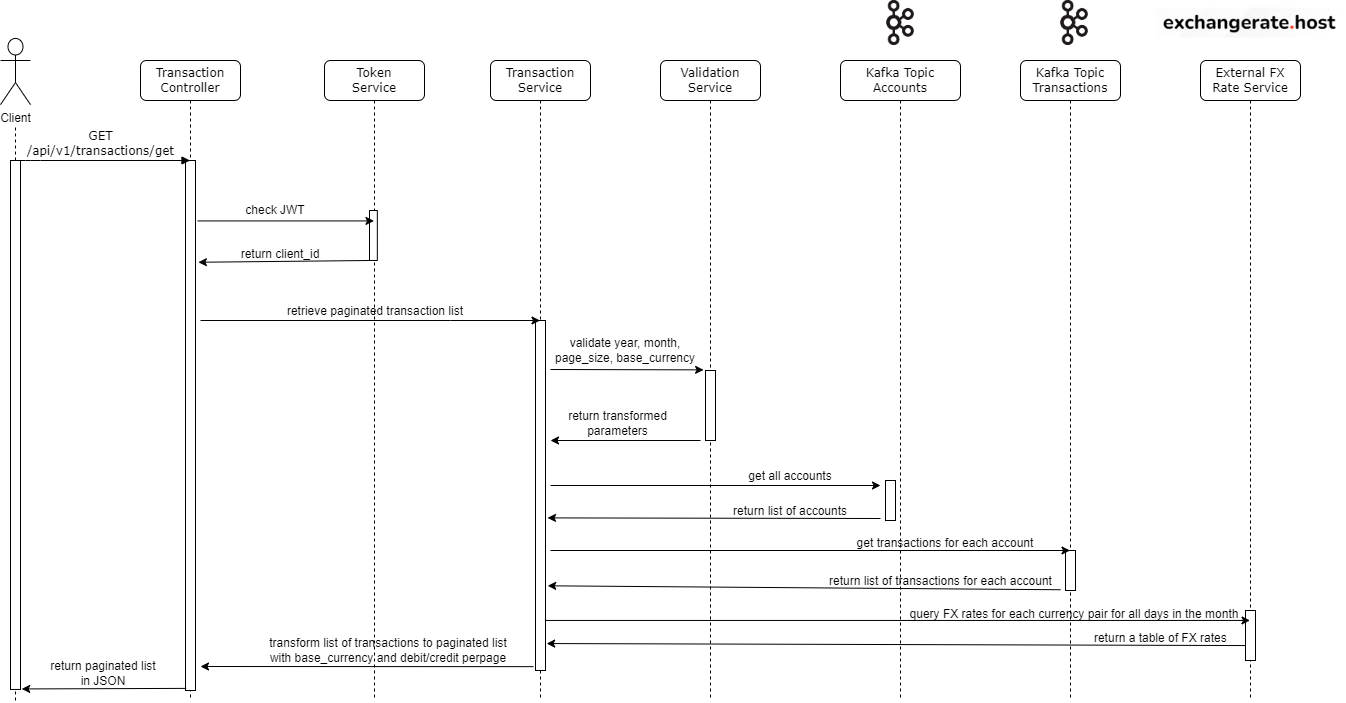 exchangerate.host
Transaction
Controller
Token
Service
Transaction
Service
Validation
Service
Kafka Topic
Accounts
Kafka Topic
Transactions
External FX
Rate Service
Client
GET
/api/v1/transactions/get
check JWT
return client_id
retrieve paginated transaction list
validate year, month,
page_size, base_currency
return transformed
parameters
get all accounts
return list of accounts
get transactions for each account
return list of transactions for each account
query FX rates for each currency pair for all days in the month
return a table of FX rates
transform list of transactions to paginated list
with base_currency and debit/credit perpage
return paginated list
in JSON